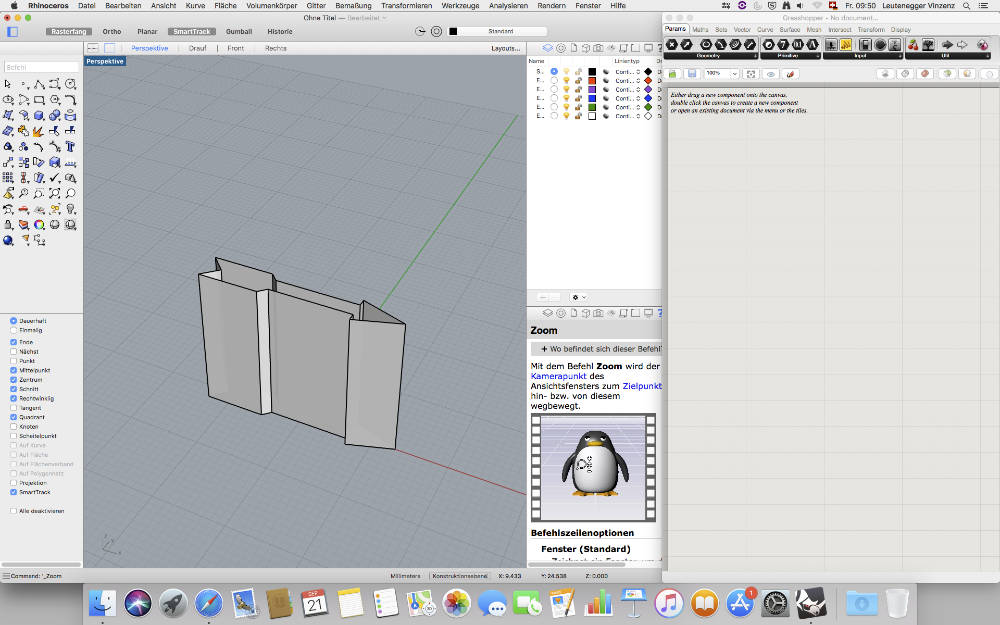 Rhinoceros Datei Bearbeiten Ansicht Kurve Fläche Volumenkörper Gitter Bemaßung Transformieren Werkzeuge Analysieren Rendern Fenster Hilfe Fr. 09:50 Leutenegger Vinzenz
Ohne Titel — Bearbeitet
Grasshopper - No document...
Rasterfang Ortho Planar SmartTrack Gumball Historie Standard
Params Maths Sets Vector Curve Surface Mesh Intersect Transform Display
Perspektive Drauf Front Rechts Layouts...
Geometry Primitive Input Util
Perspektive
Befehl
Name Linientyp
S... Conti...
E... Conti...
E... Conti...
E... Conti...
E... Conti...
E... Conti...
100%
Either drag a new component onto the canvas,
double click the canvas to create a new component
or open an existing document via the menu or the tiles.
Dauerhaft
Einmalig
Ende
Nächst
Punkt
Mittelpunkt
Zentrum
Schnitt
Rechtwinklig
Tangent
Quadrant
Knoten
Scheitelpunkt
Auf Kurve
Auf Fläche
Auf Flächenverband
Auf Polygonnetz
Projektion
SmartTrack
Alle deaktivieren
Zoom
+ Wo befindet sich dieser Befehl?
Mit dem Befehl Zoom wird der
Kamerapunkt des
Ansichtsfensters zum Zielpunkt
hin- bzw. von diesem
wegbewegt.
Befehlszeilenoptionen
Fenster (Standard)
Command: '_Zoom Millimeters Konstruktionsebene X: 9.433 Y: 24.538 Z: 0.000
SEP
21
1